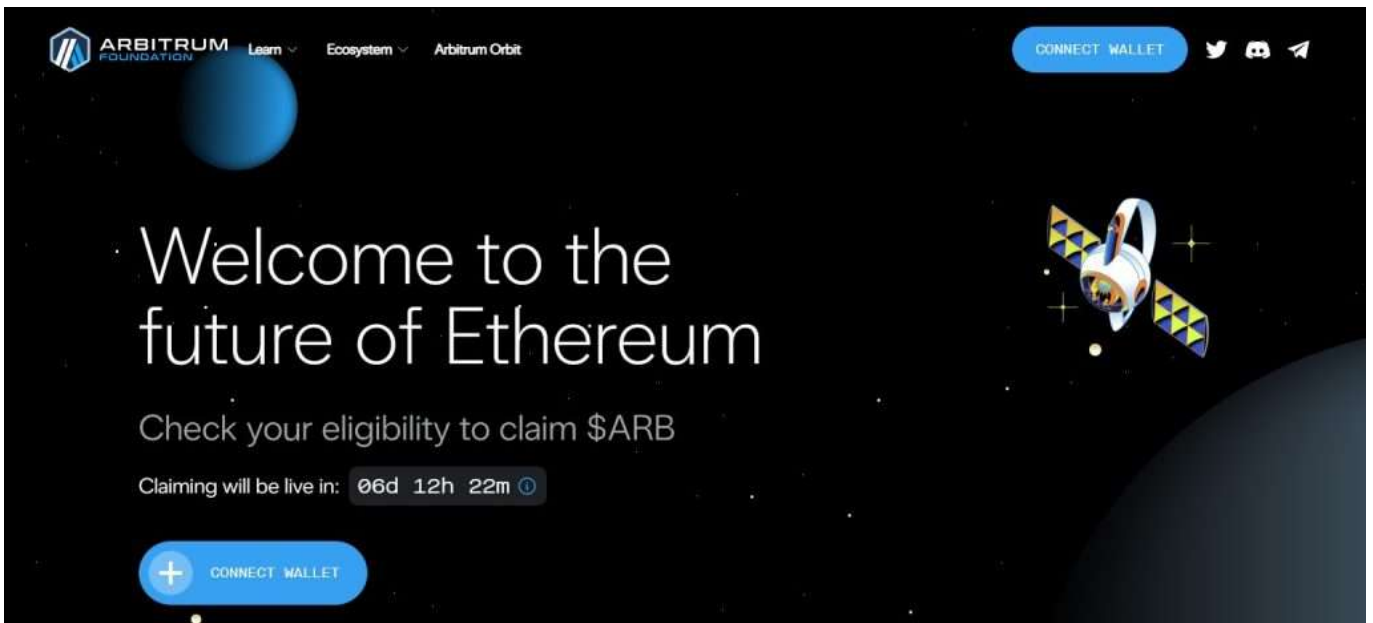 ARBITRUM
FOUNDATION
Learn
Ecosystem
Arbitrum Orbit
CONNECT WALLET
Welcome to the
future of Ethereum
Check your eligibility to claim $ARB
Claiming will be live in: 06d 12h 22m
CONNECT WALLET